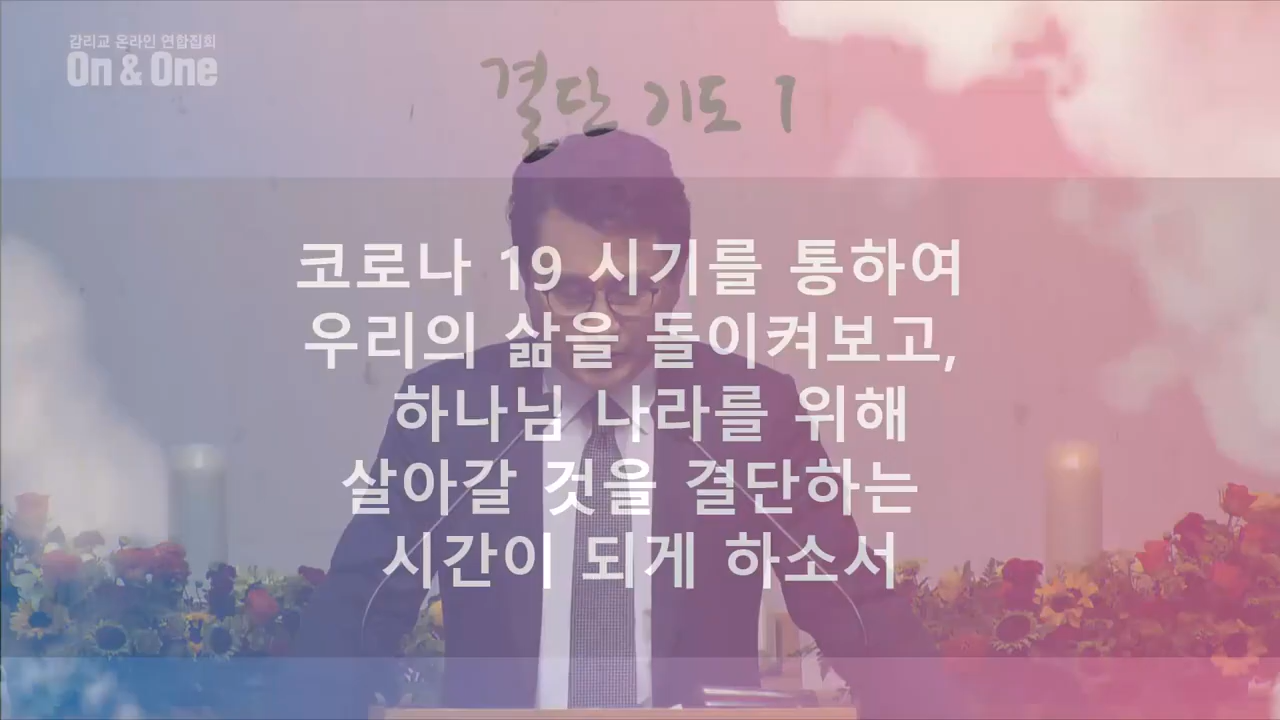 감리교 온라인 연합집회
On & One
결단 기도 1
코로나 19 시기를 통하여
우리의 삶을 돌이켜보고,
하나님 나라를 위해
살아갈 것을 결단하는
시간이 되게 하소서